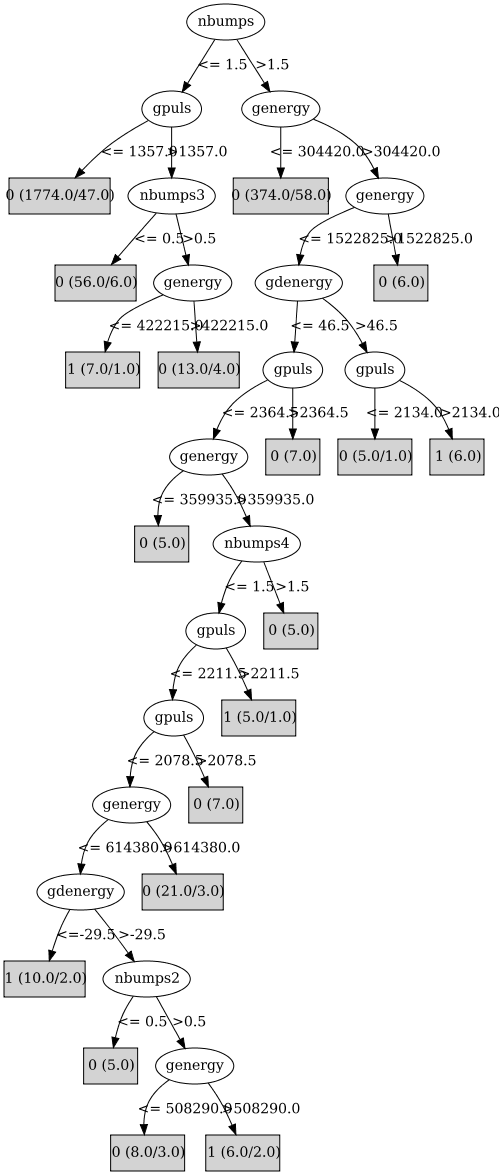 nbumps
<= 1.5 >1.5
gpuls genergy
<= 1357.0 >1357.0 <= 304420.0 >304420.0
0 (1774.0/47.0) nbumps3 0 (374.0/58.0) genergy
<= 0.5 >0.5 <= 1522825.0 >1522825.0
0 (56.0/6.0) genergy gdenergy 0 (6.0)
<= 422215.0 >422215.0 <= 46.5 >46.5
1 (7.0/1.0) 0 (13.0/4.0) gpuls gpuls
<= 2364.5 >2364.5 <= 2134.0 >2134.0
genergy 0 (7.0) 0 (5.0/1.0) 1 (6.0)
<= 359935.0 >359935.0
0 (5.0) nbumps4
<= 1.5 >1.5
gpuls 0 (5.0)
<= 2211.5 >2211.5
gpuls 1 (5.0/1.0)
<= 2078.5 >2078.5
genergy 0 (7.0)
<= 614380.0 >614380.0
gdenergy 0 (21.0/3.0)
<=-29.5 >-29.5
1 (10.0/2.0) nbumps2
<= 0.5 >0.5
0 (5.0) genergy
<= 508290.0 >508290.0
0 (8.0/3.0) 1 (6.0/2.0)